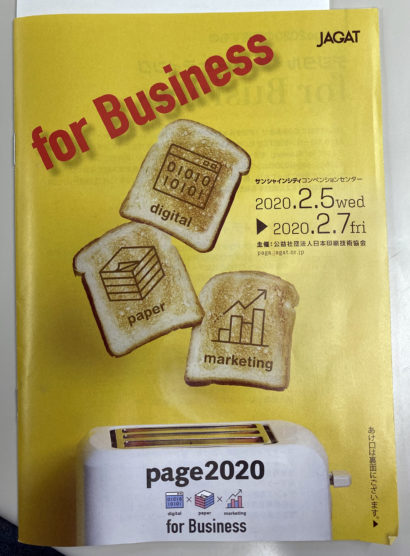 JAGAT
for Business
01010
10101
digital
paper
marketing
サンシャインシティコンベンションセンター
2020.2.5wed
▶ 2020.2.7fri
主催：公益社団法人日本印刷技術協会
page.jagat.or.jp
page2020
digital × paper × marketing
for Business
あけ口は裏面にございます。▶